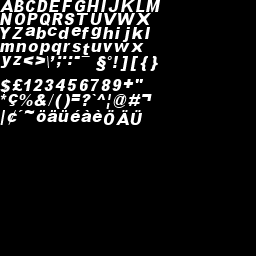 ABCDEFGHIJKLM
NOPQRSTUVWX
YZabcdefghijkl
mnopqrstuvwx
yz<>\;;:"¯§°!][{}
$£123456789+"
*ç%&/()=?`^¦@#¬
|¢´~öäüéàèÖÄÜ